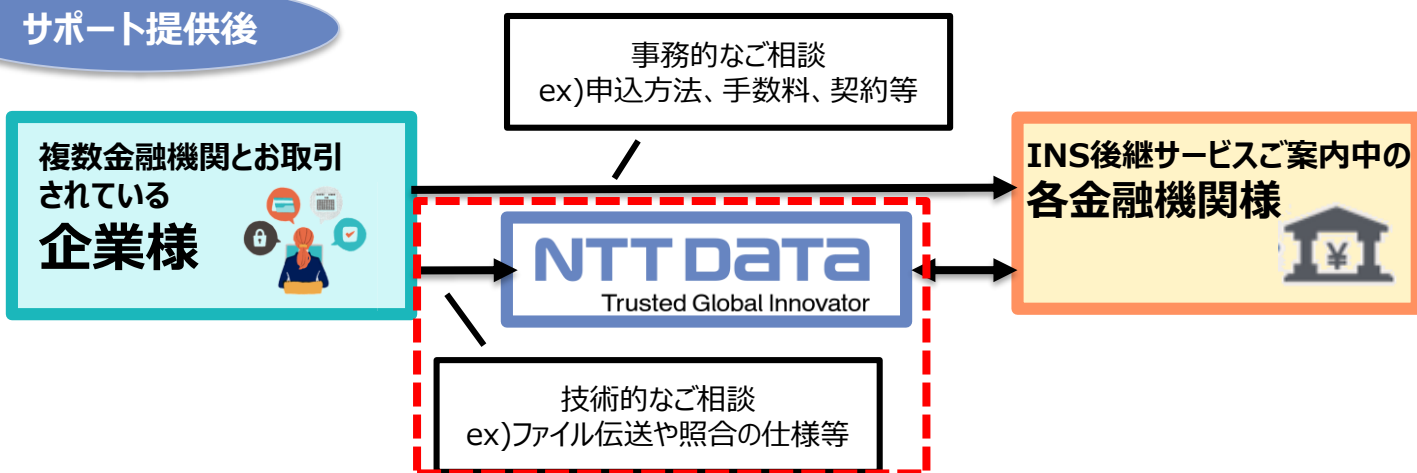 サポート提供後
事務的なご相談
ex)申込方法、手数料、契約等
複数金融機関とお取引
されている
企業様
INS後継サービスご案内中の
各金融機関様
¥
NTT DATA
Trusted Global Innovator
技術的なご相談
ex)ファイル伝送や照合の仕様等